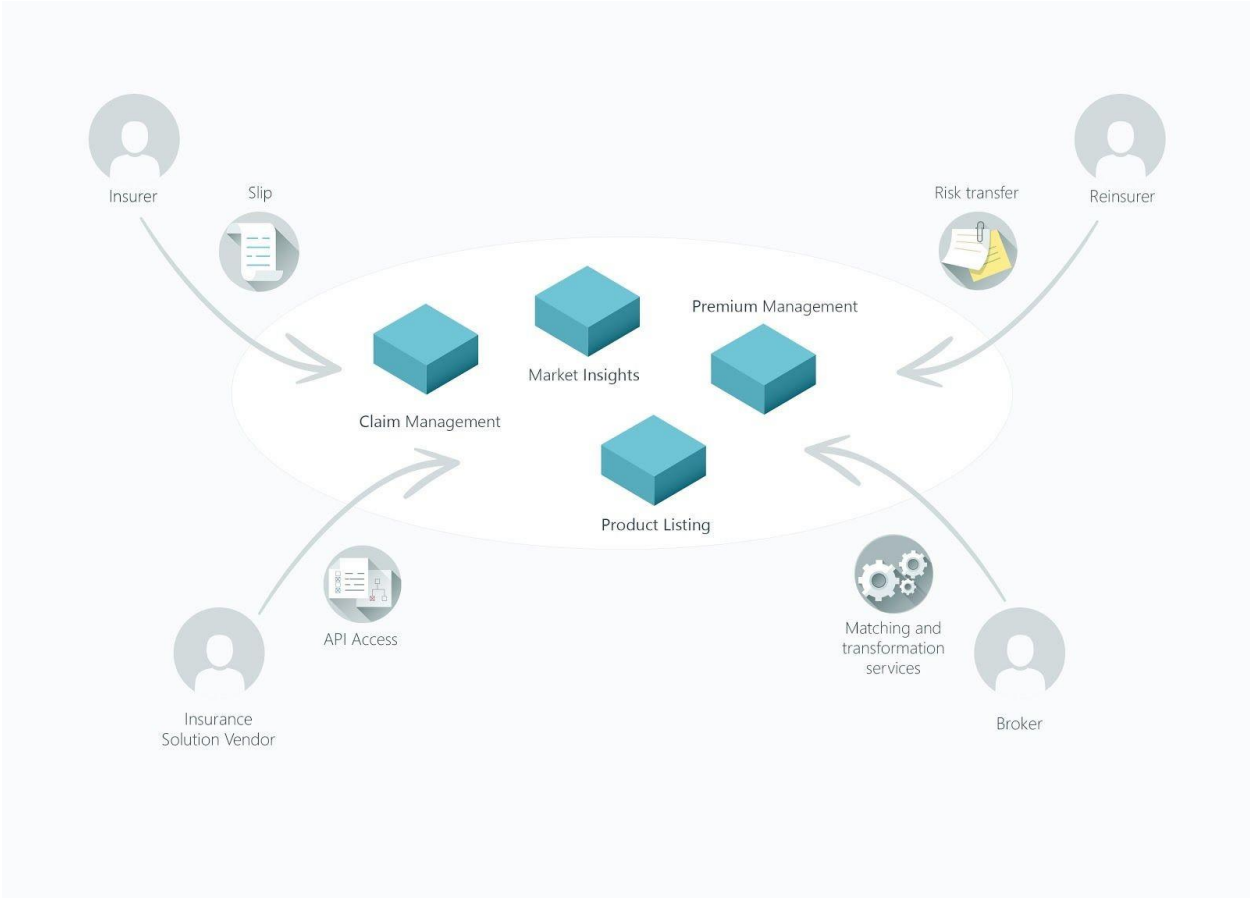 Insurer
Slip
Risk transfer
Reinsurer
Premium Management
Market Insights
Claim Management
Product Listing
API Access
Matching and
transformation
services
Insurance
Solution Vendor
Broker